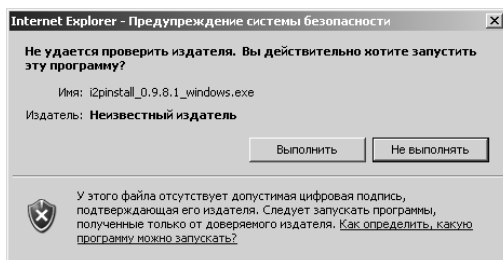 Internet Explorer - Предупреждение системы безопасности
Не удается проверить издателя. Вы действительно хотите запустить
эту программу?
Имя: i2pinstall_0.9.8.1_windows.exe
Издатель: Неизвестный издатель
Выполнить Не выполнять
У этого файла отсутствует допустимая цифровая подпись,
подтверждающая его издателя. Следует запускать программы,
полученные только от доверяемого издателя. Как определить, какую
программу можно запускать?